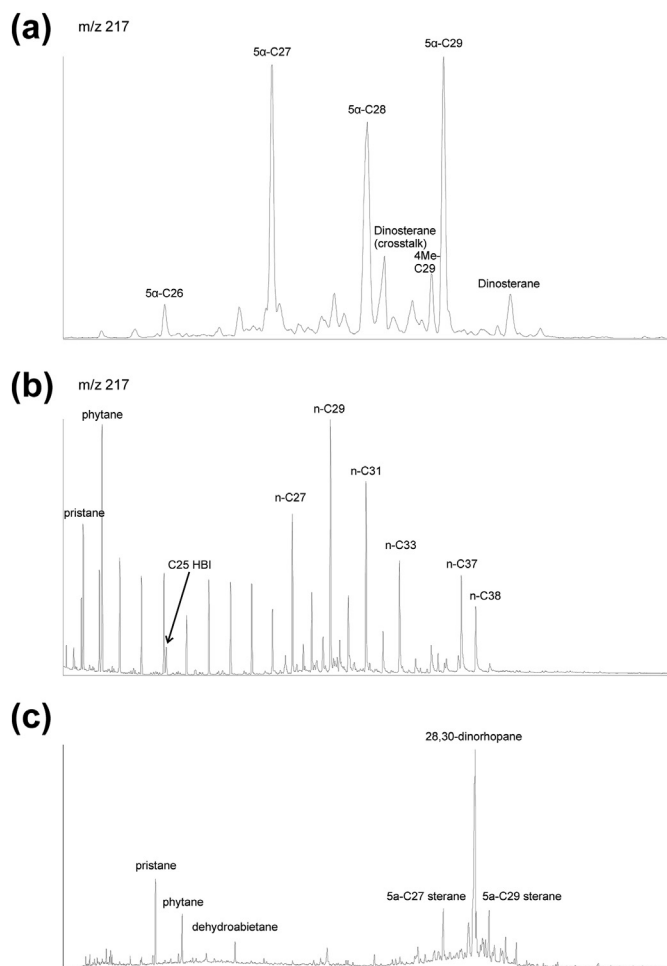 (a)
m/z 217
5α-C27
5α-C29
5α-C28
Dinosterane
(crosstalk)
4Me-
C29
5α-C26
Dinosterane
(b)
m/z 217
phytane
n-C29
n-C31
n-C27
pristane
C25 HBI
n-C33
n-C37
n-C38
(c)
28,30-dinorhopane
pristane
5a-C27 sterane
5a-C29 sterane
phytane
dehydroabietane